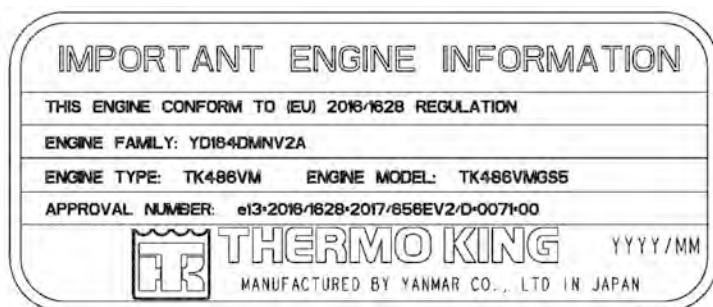 IMPORTANT ENGINE INFORMATION
THIS ENGINE CONFORM TO (EU) 2016/1628 REGULATION
ENGINE FAMILY: YD164DMNV2A
ENGINE TYPE: TK486VM ENGINE MODEL: TK486VMGS5
APPROVAL NUMBER: e13*2016/1628*2017/656EV2/D*0071*00
TK THERMO KING YYYY/MM
MANUFACTURED BY YANMAR CO., LTD IN JAPAN